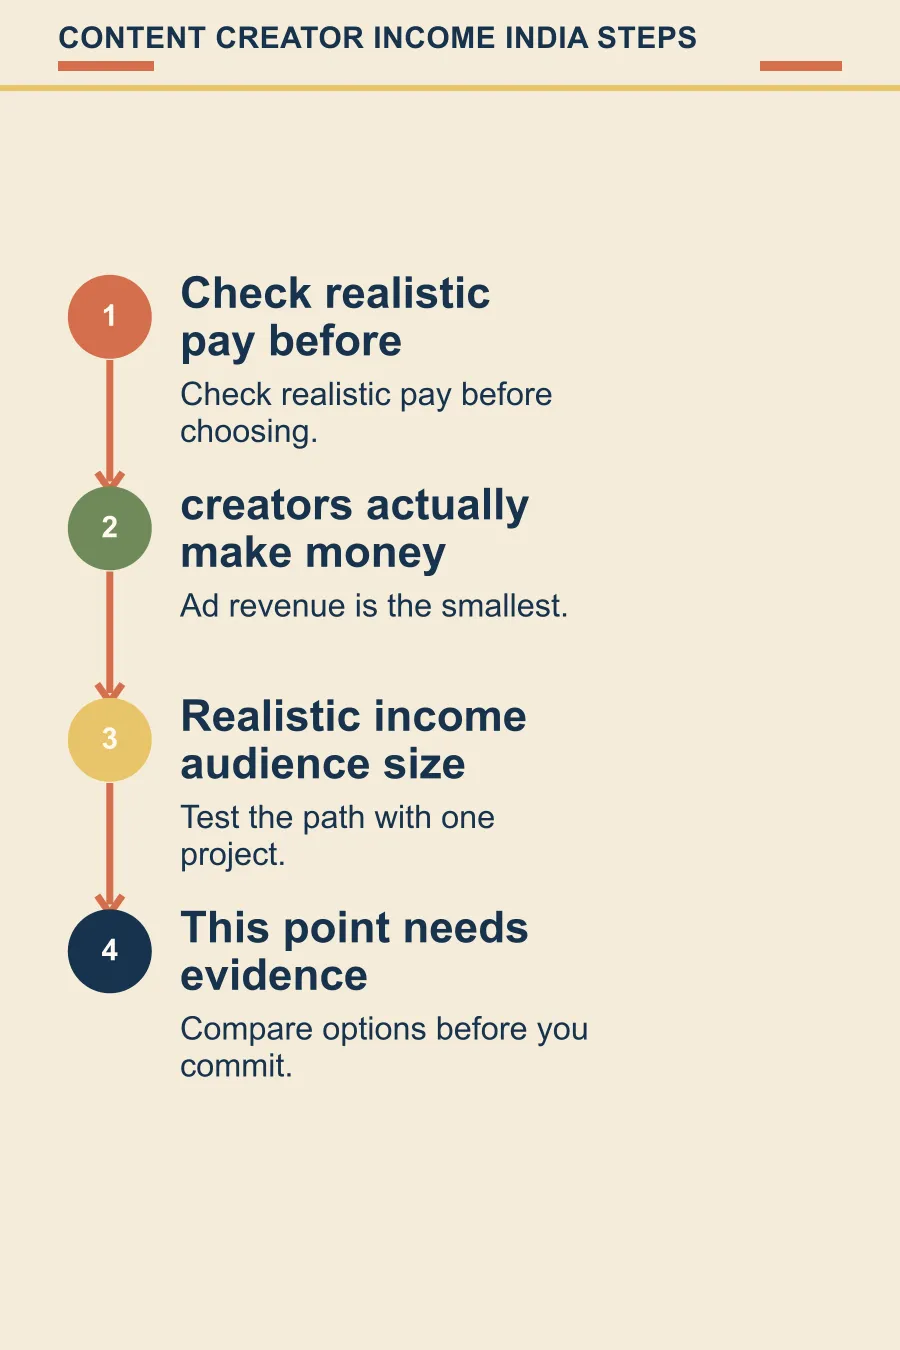 CONTENT CREATOR INCOME INDIA STEPS
1
Check realistic
pay before
Check realistic pay before
choosing.
2
creators actually
make money
Ad revenue is the smallest.
3
Realistic income
audience size
Test the path with one
project.
4
This point needs
evidence
Compare options before you
commit.